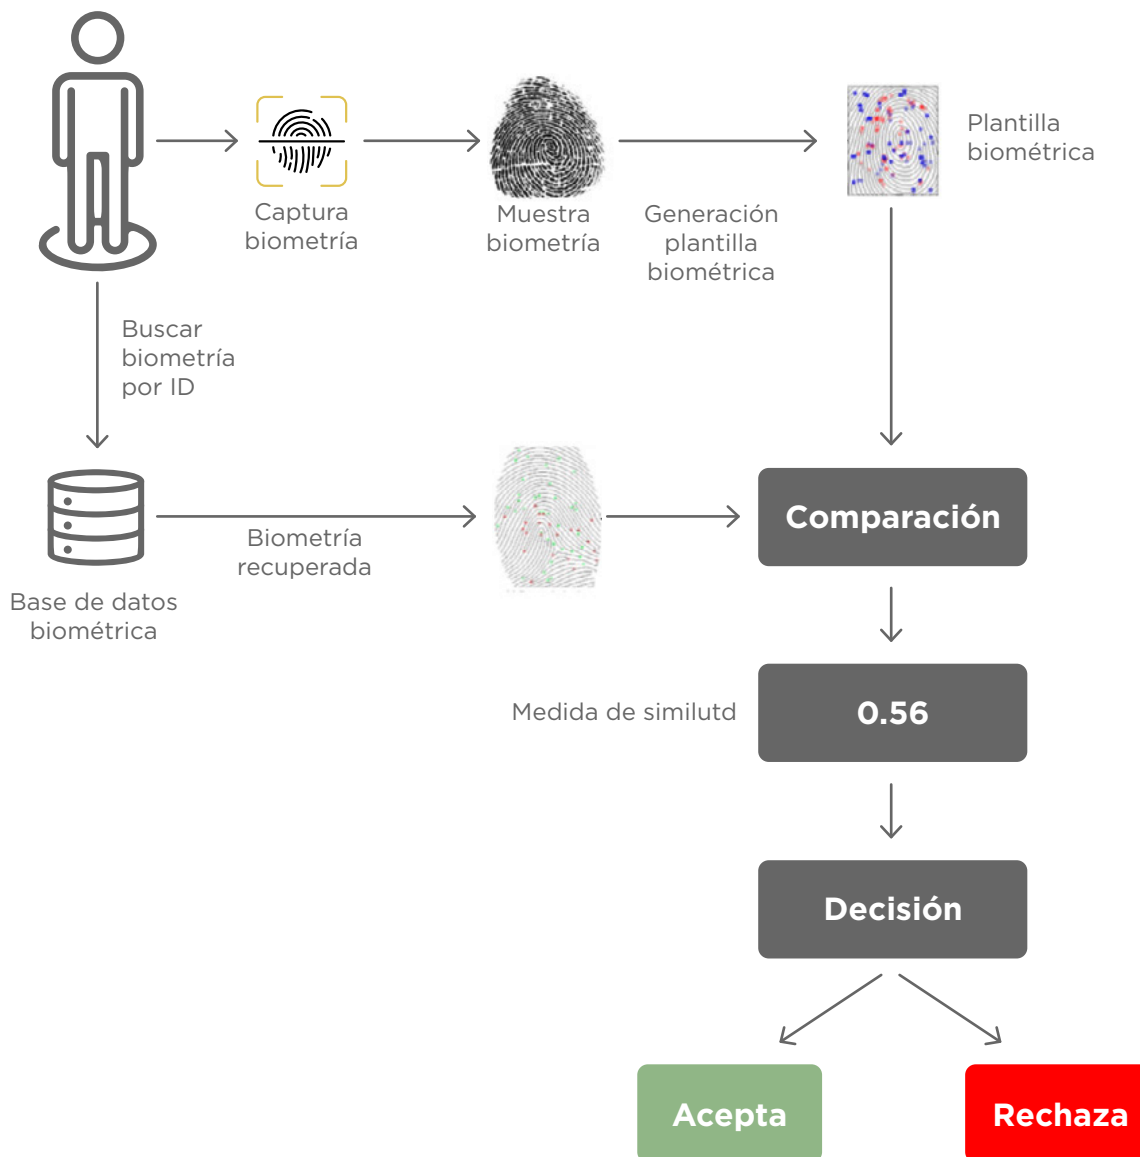 Captura
biometría
Muestra
biometría
Generación
plantilla
biométrica
Plantilla
biométrica
Buscar
biometría
por ID
Base de datos
biométrica
Biometría
recuperada
Comparación
Medida de similutd
0.56
Decisión
Acepta
Rechaza